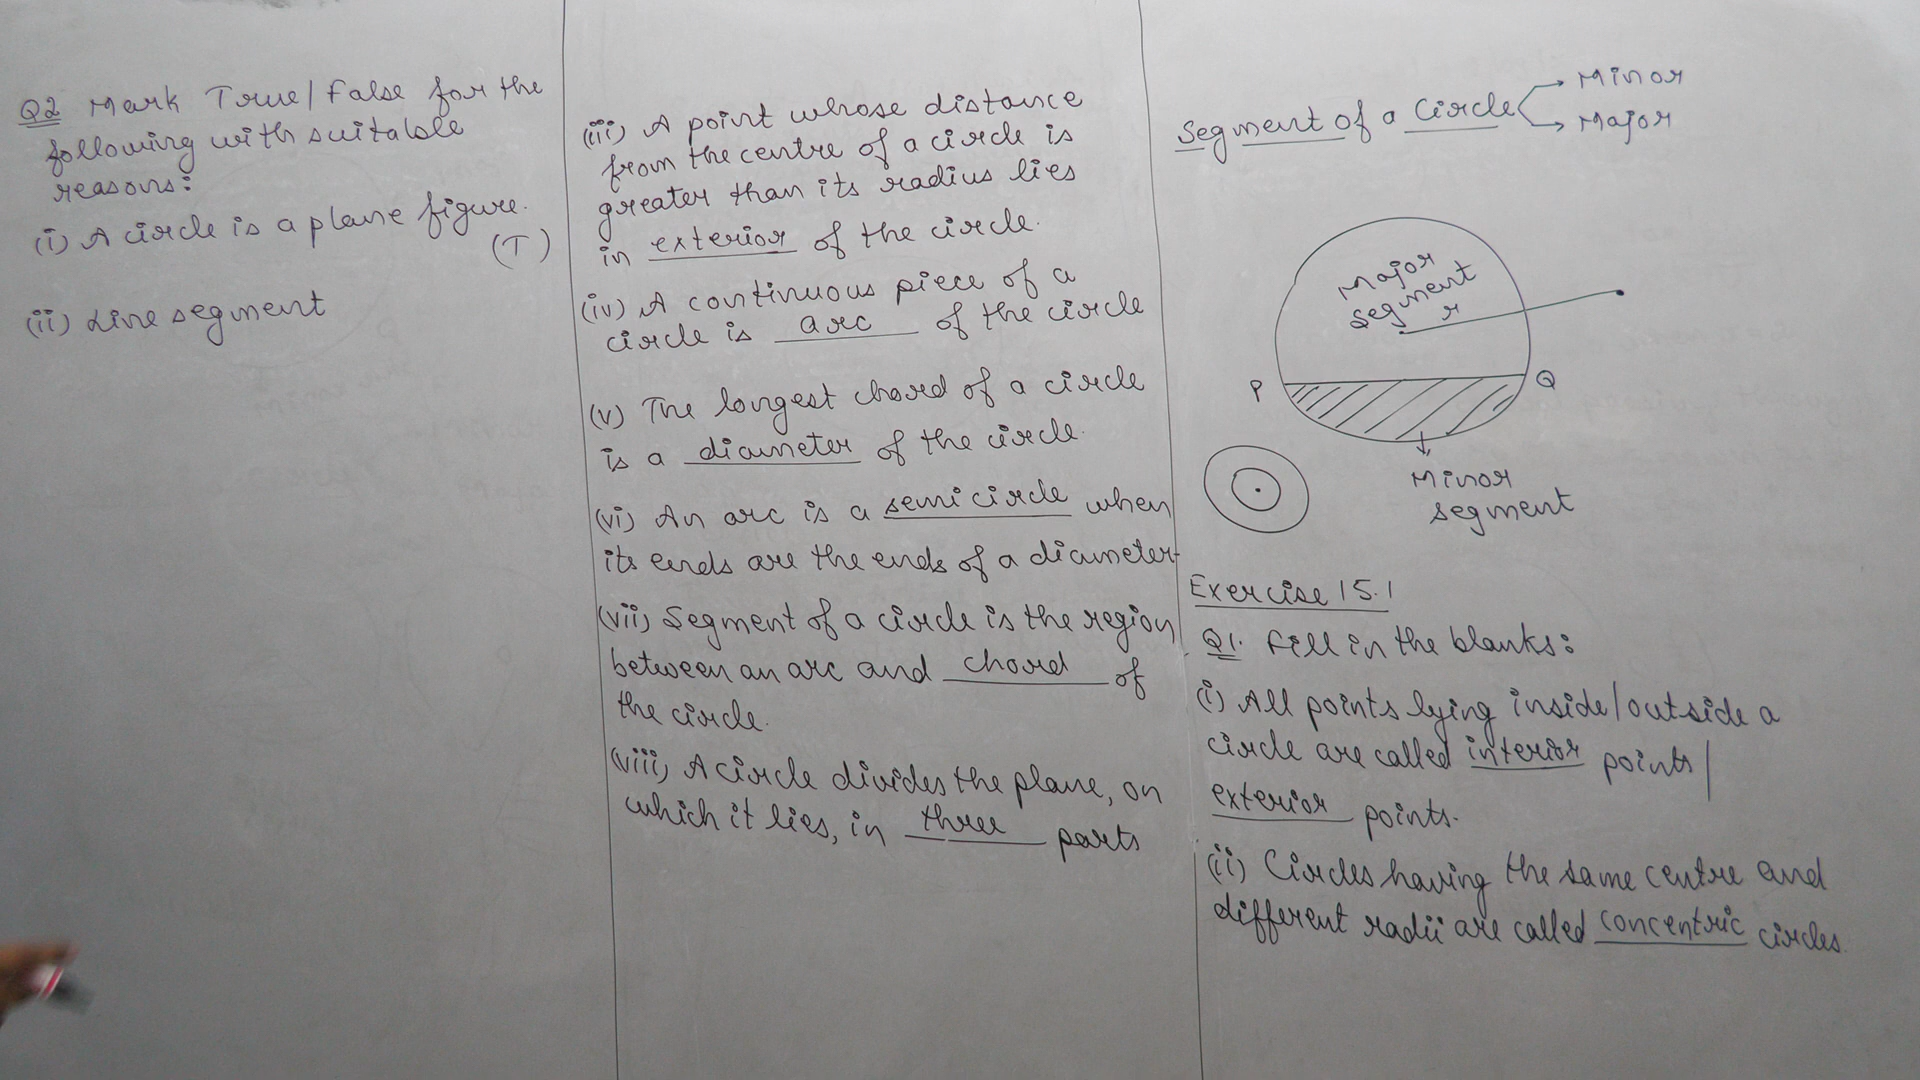 Q2 Mark True/False for the
following with suitable
reasons:
(i) A circle is a plane figure.
(T)
(ii) Line segment
(iii) A point whose distance
from the centre of a circle is
greater than its radius lies
in exterior of the circle.
(iv) A continuous piece of a
circle is arc of the circle
(v) The longest chord of a circle
is a diameter of the circle.
(vi) An arc is a semicircle when
its ends are the ends of a diameter
(vii) Segment of a circle is the region
between an arc and chord of
the circle.
(viii) A circle divides the plane, on
which it lies, in three parts
Segment of a circle
Minor
Major
Major
segment
r
P
Q
Minor
segment
Exercise 15.1
Q1. Fill in the blanks:
(i) All points lying inside/outside a
circle are called interior points/
exterior points.
(ii) Circles having the same centre and
different radii are called concentric circles.